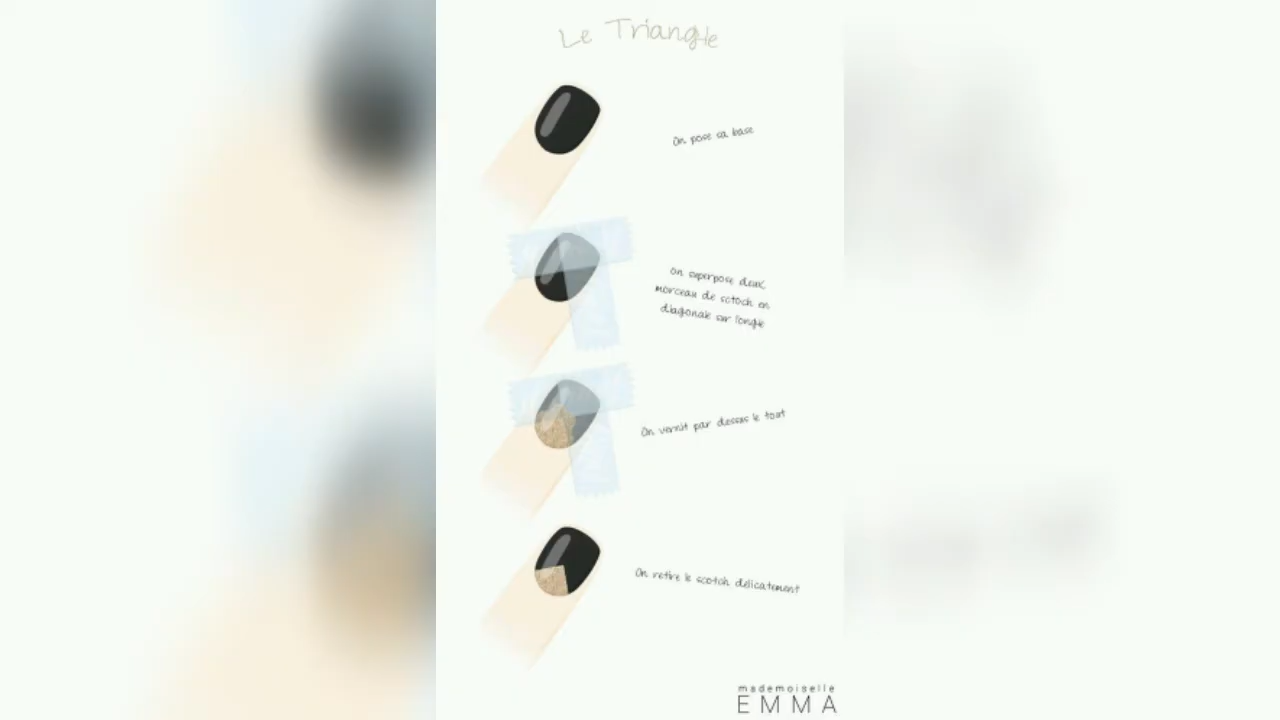 Le Triangle
On pose sa base
On superpose deux
morceau de sctoch en
diagonale sur l'ongle
On vernit par dessus le tout
On retire le scotch délicatement
mademoiselle
EMMA